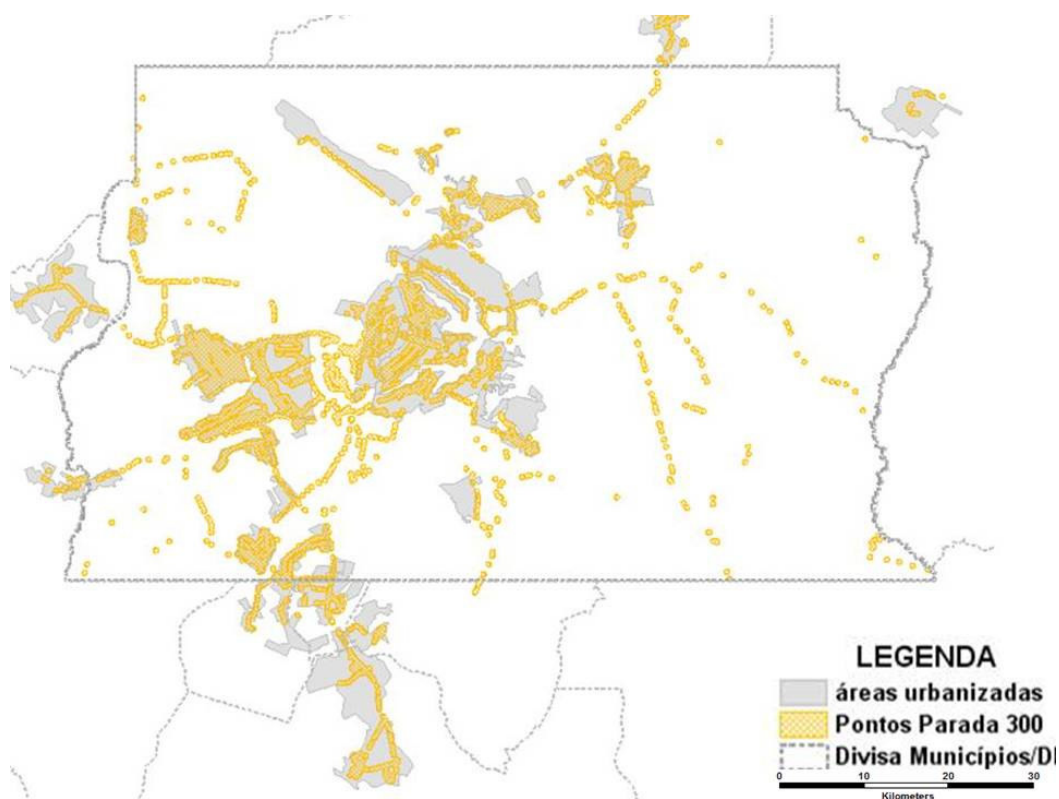 LEGENDA
áreas urbanizadas
Pontos Parada 300
Divisa Municípios/DF
0 10 20 30
Kilometers